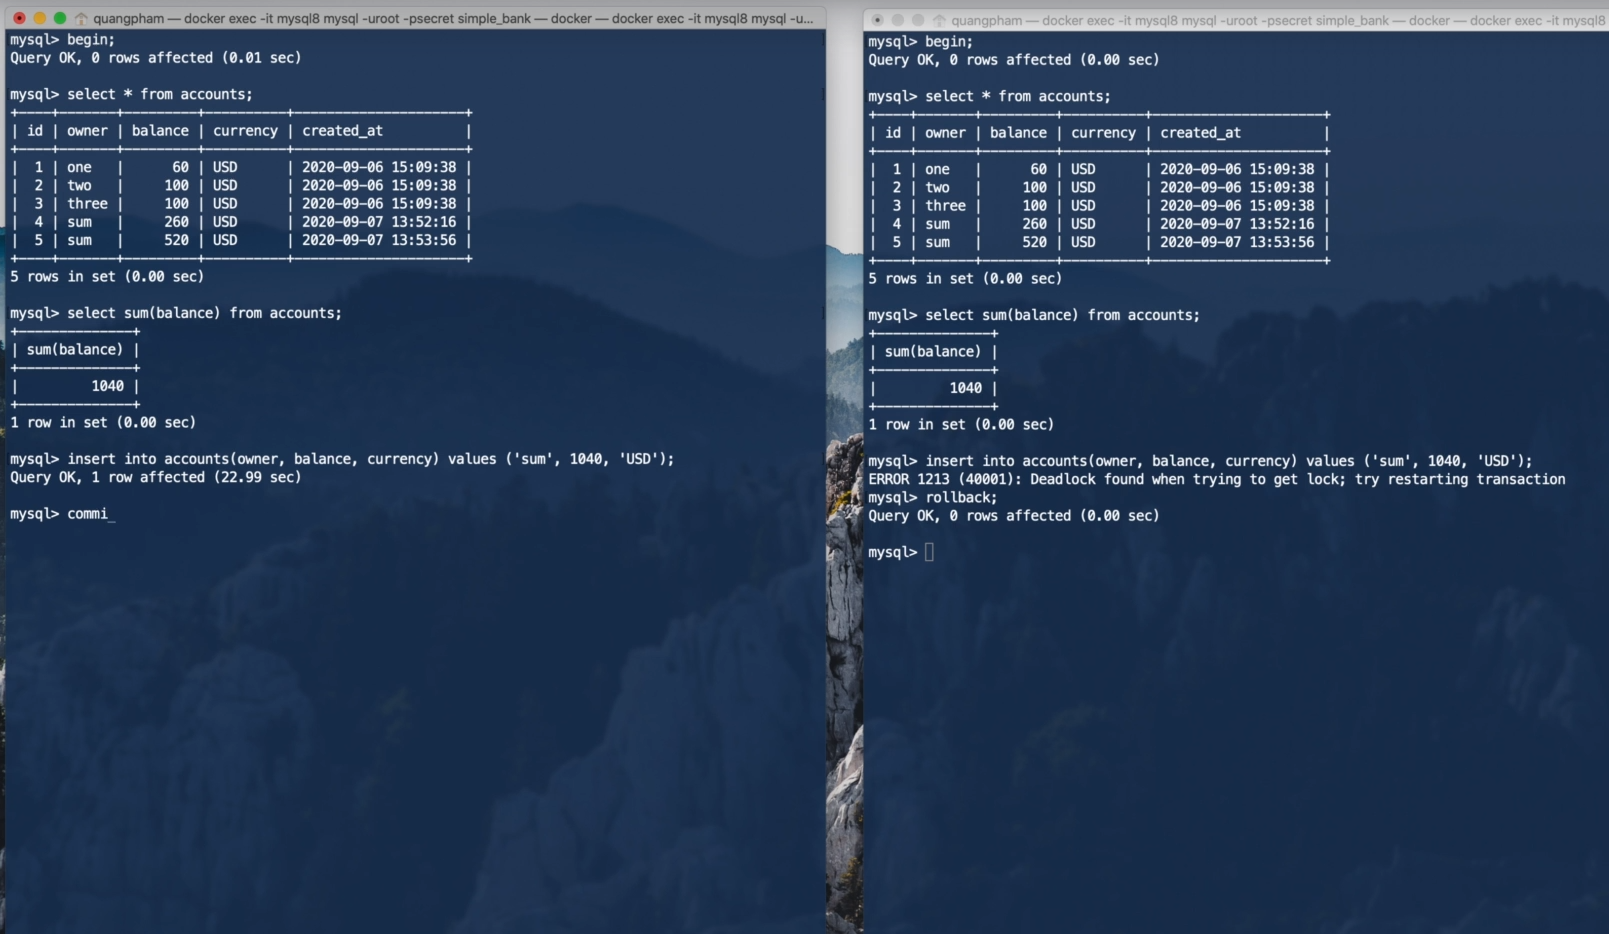 quangpham — docker exec -it mysql8 mysql -uroot -psecret simple_bank — docker — docker exec -it mysql8 mysql -u...
mysql> begin;
Query OK, 0 rows affected (0.01 sec)
mysql> select * from accounts;
| id | owner | balance | currency | created_at |
| 1 | one | 60 | USD | 2020-09-06 15:09:38 |
| 2 | two | 100 | USD | 2020-09-06 15:09:38 |
| 3 | three | 100 | USD | 2020-09-06 15:09:38 |
| 4 | sum | 260 | USD | 2020-09-07 13:52:16 |
| 5 | sum | 520 | USD | 2020-09-07 13:53:56 |
5 rows in set (0.00 sec)
mysql> select sum(balance) from accounts;
| sum(balance) |
| 1040 |
1 row in set (0.00 sec)
mysql> insert into accounts(owner, balance, currency) values ('sum', 1040, 'USD');
Query OK, 1 row affected (22.99 sec)
mysql> commi_
quangpham — docker exec -it mysql8 mysql -uroot -psecret simple_bank — docker — docker exec -it mysql8
mysql> begin;
Query OK, 0 rows affected (0.00 sec)
mysql> select * from accounts;
| id | owner | balance | currency | created_at |
| 1 | one | 60 | USD | 2020-09-06 15:09:38 |
| 2 | two | 100 | USD | 2020-09-06 15:09:38 |
| 3 | three | 100 | USD | 2020-09-06 15:09:38 |
| 4 | sum | 260 | USD | 2020-09-07 13:52:16 |
| 5 | sum | 520 | USD | 2020-09-07 13:53:56 |
5 rows in set (0.00 sec)
mysql> select sum(balance) from accounts;
| sum(balance) |
| 1040 |
1 row in set (0.00 sec)
mysql> insert into accounts(owner, balance, currency) values ('sum', 1040, 'USD');
ERROR 1213 (40001): Deadlock found when trying to get lock; try restarting transaction
mysql> rollback;
Query OK, 0 rows affected (0.00 sec)
mysql>